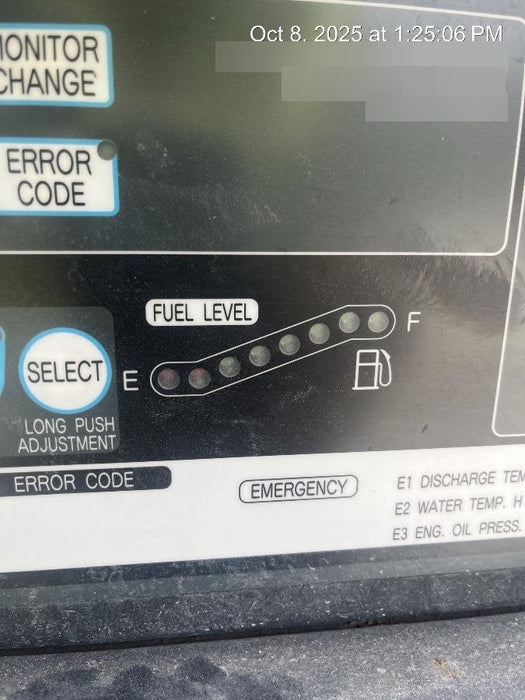 Oct 8, 2025 at 1:25:06 PM
MONITOR
CHANGE
ERROR
CODE
FUEL LEVEL
E
F
SELECT
LONG PUSH
ADJUSTMENT
ERROR CODE
EMERGENCY
E1 DISCHARGE TEM
E2 WATER TEMP. H
E3 ENG. OIL PRESS.